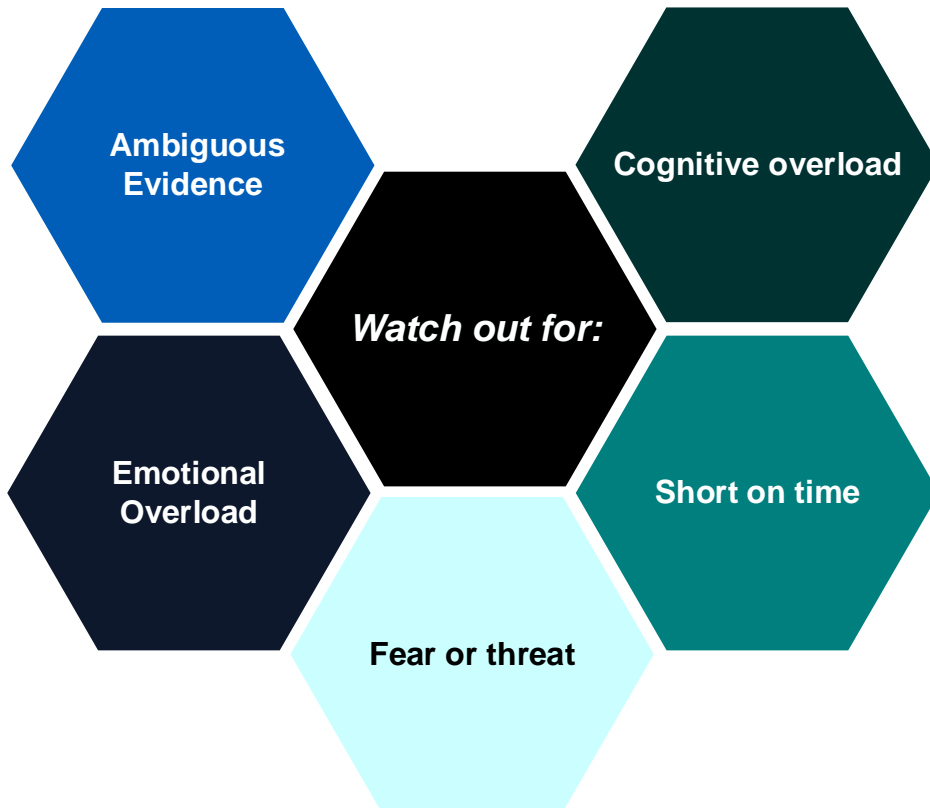 Ambiguous
Evidence
Cognitive overload
Watch out for:
Emotional
Overload
Short on time
Fear or threat